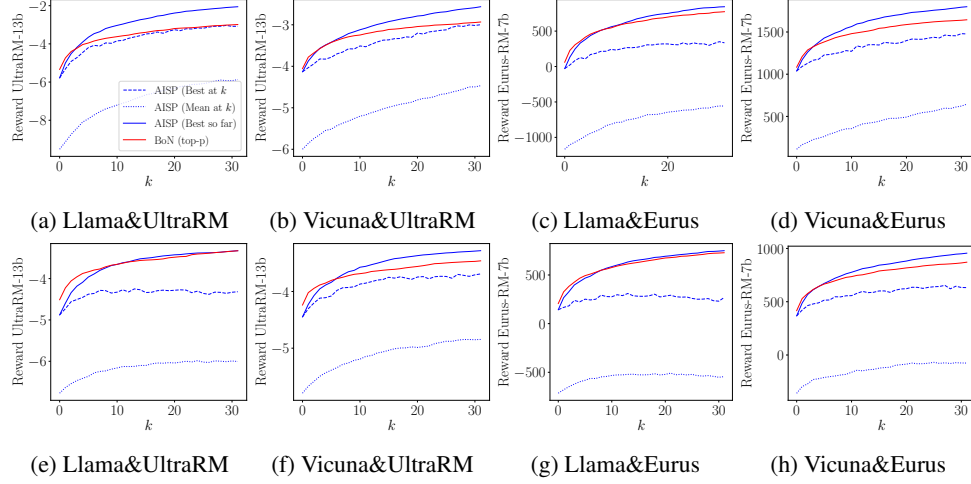 −2
−4
−6
−8
Reward UltraRM-13b
AISP (Best at k
AISP (Mean at k)
AISP (Best so far)
BoN (top-p)
0 10 20 30
k
(a) Llama&UltraRM
−3
−4
−5
−6
Reward UltraRM-13b
0 10 20 30
k
(b) Vicuna&UltraRM
500
0
−500
−1000
Reward Eurus-RM-7b
0 20
k
(c) Llama&Eurus
1500
1000
500
Reward Eurus-RM-7b
0 10 20 30
k
(d) Vicuna&Eurus
−4
−5
−6
Reward UltraRM-13b
0 10 20 30
k
(e) Llama&UltraRM
−4
−5
Reward UltraRM-13b
0 10 20 30
k
(f) Vicuna&UltraRM
500
0
−500
Reward Eurus-RM-7b
0 10 20 30
k
(g) Llama&Eurus
1000
500
0
Reward Eurus-RM-7b
0 10 20 30
k
(h) Vicuna&Eurus